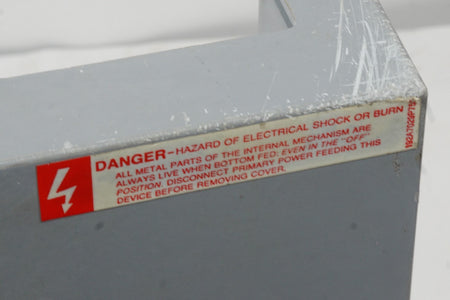 DANGER-HAZARD OF ELECTRICAL SHOCK OR BURN
ALL METAL PARTS OF THE INTERNAL MECHANISM ARE
ALWAYS LIVE WHEN BOTTOM FED: EVEN IN THE "OFF"
POSITION. DISCONNECT PRIMARY POWER FEEDING THIS
DEVICE BEFORE REMOVING COVER.